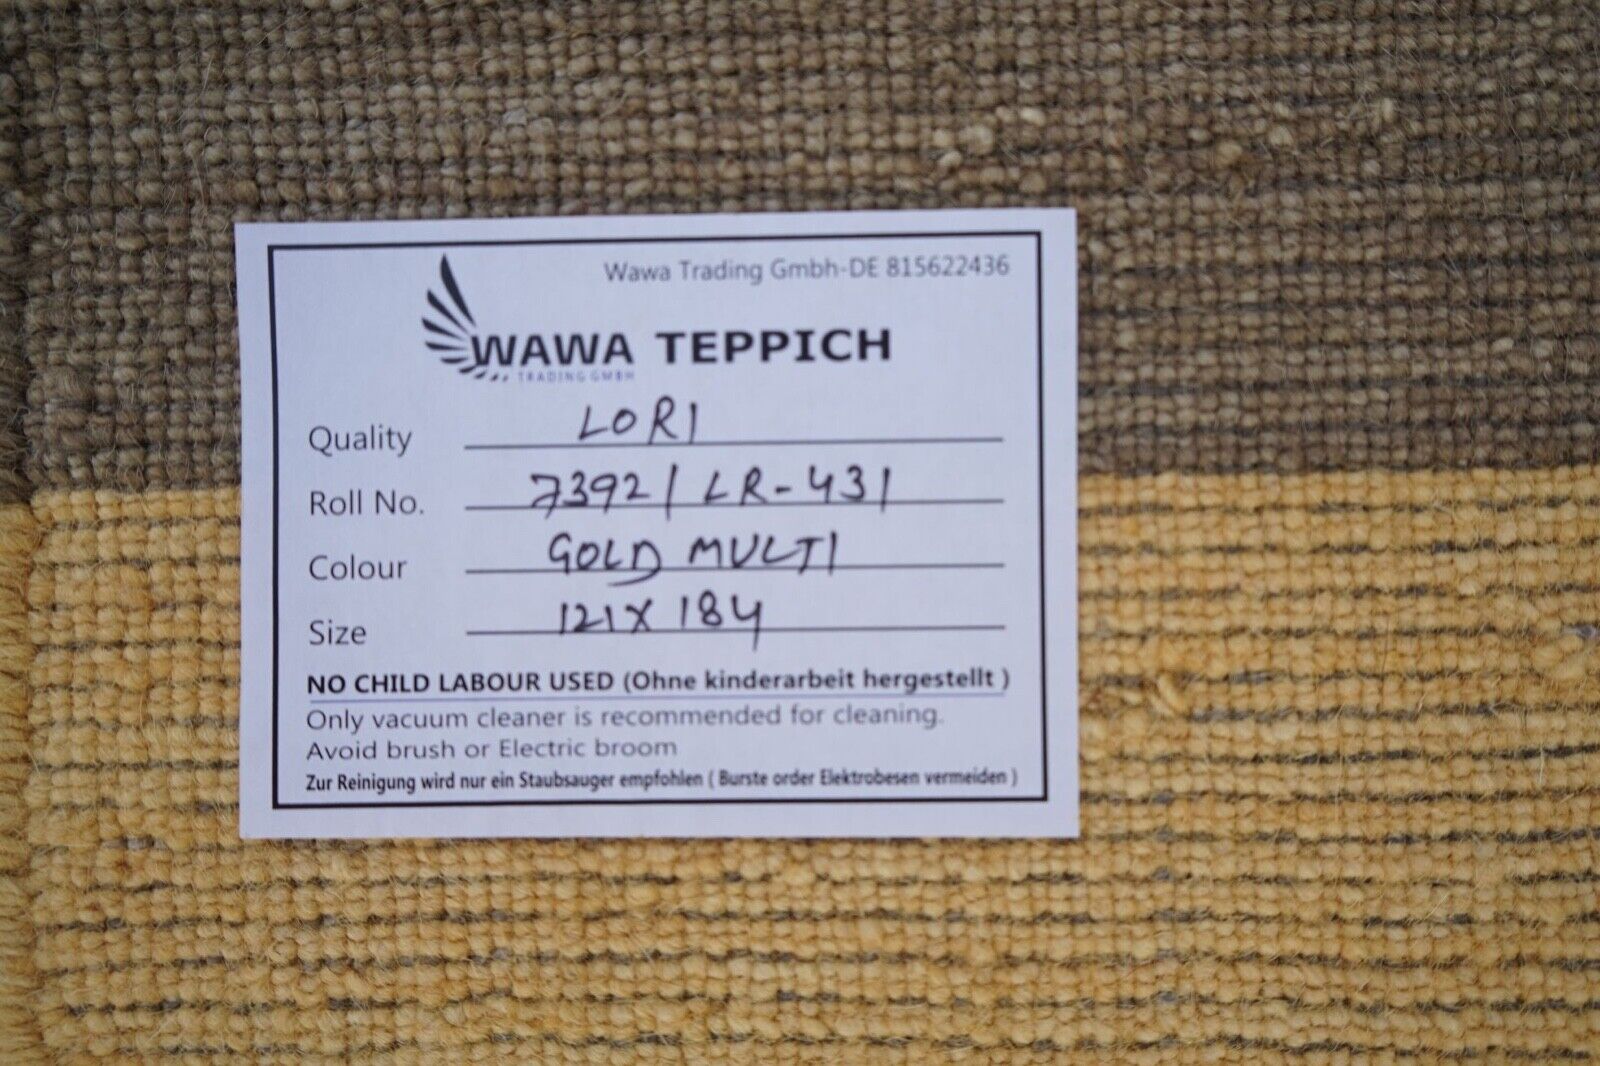 Wawa Trading Gmbh-DE 815622436
WAWA TEPPICH
TRADING GMBH
Quality LORI
Roll No. 7392 / LR-431
Colour GOLD MULTI
Size 121X 184
NO CHILD LABOUR USED (Ohne kinderarbeit hergestellt )
Only vacuum cleaner is recommended for cleaning.
Avoid brush or Electric broom
Zur Reinigung wird nur ein Staubsauger empfohlen ( Burste order Elektrobesen vermeiden )